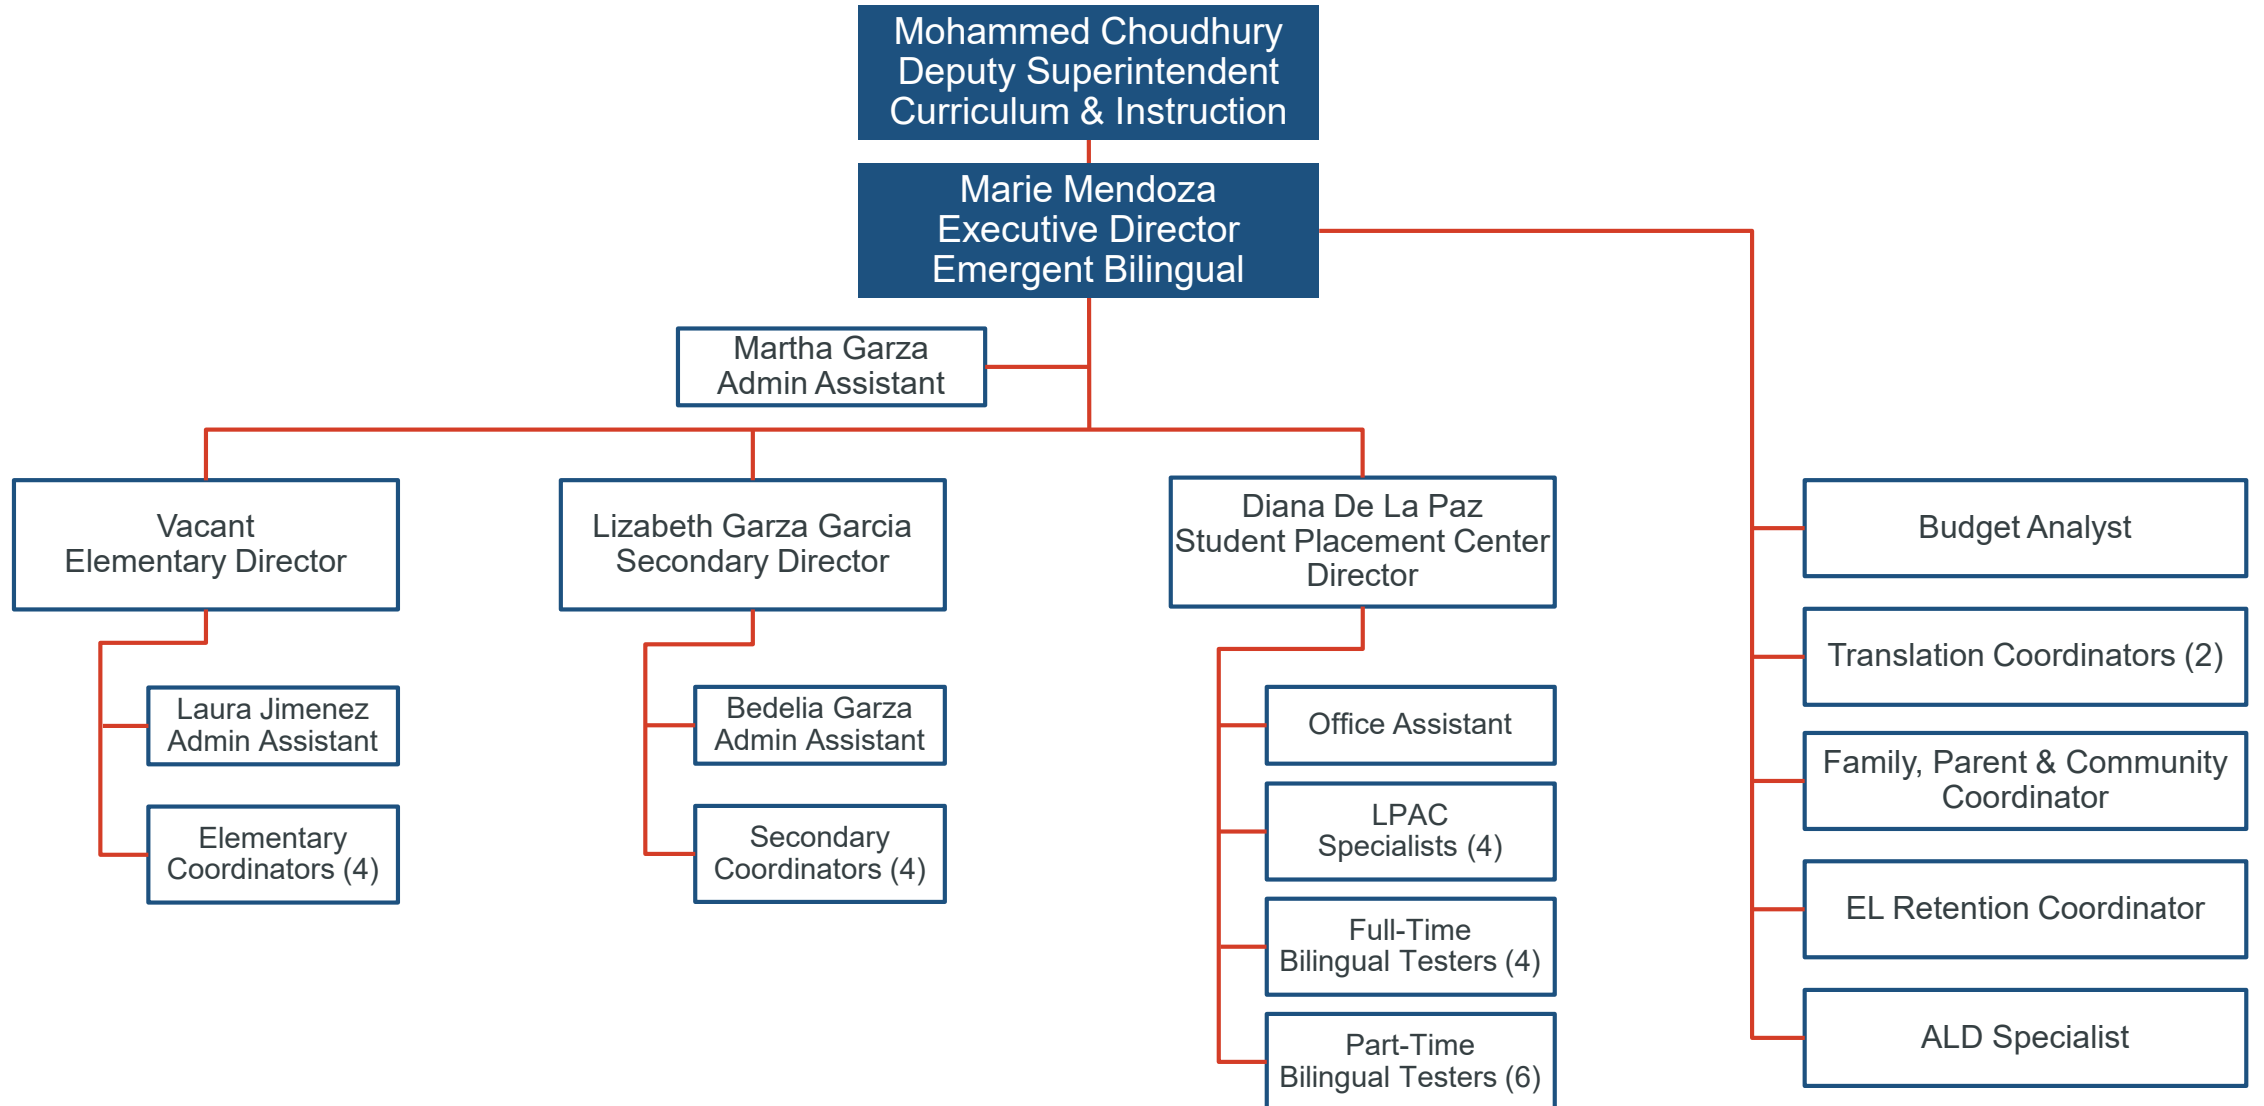 Mohammed Choudhury
Deputy Superintendent
Curriculum & Instruction
Marie Mendoza
Executive Director
Emergent Bilingual
Martha Garza
Admin Assistant
Vacant
Elementary Director
Laura Jimenez
Admin Assistant
Elementary
Coordinators (4)
Lizabeth Garza Garcia
Secondary Director
Bedelia Garza
Admin Assistant
Secondary
Coordinators (4)
Diana De La Paz
Student Placement Center
Director
Office Assistant
LPAC
Specialists (4)
Full-Time
Bilingual Testers (4)
Part-Time
Bilingual Testers (6)
Budget Analyst
Translation Coordinators (2)
Family, Parent & Community
Coordinator
EL Retention Coordinator
ALD Specialist